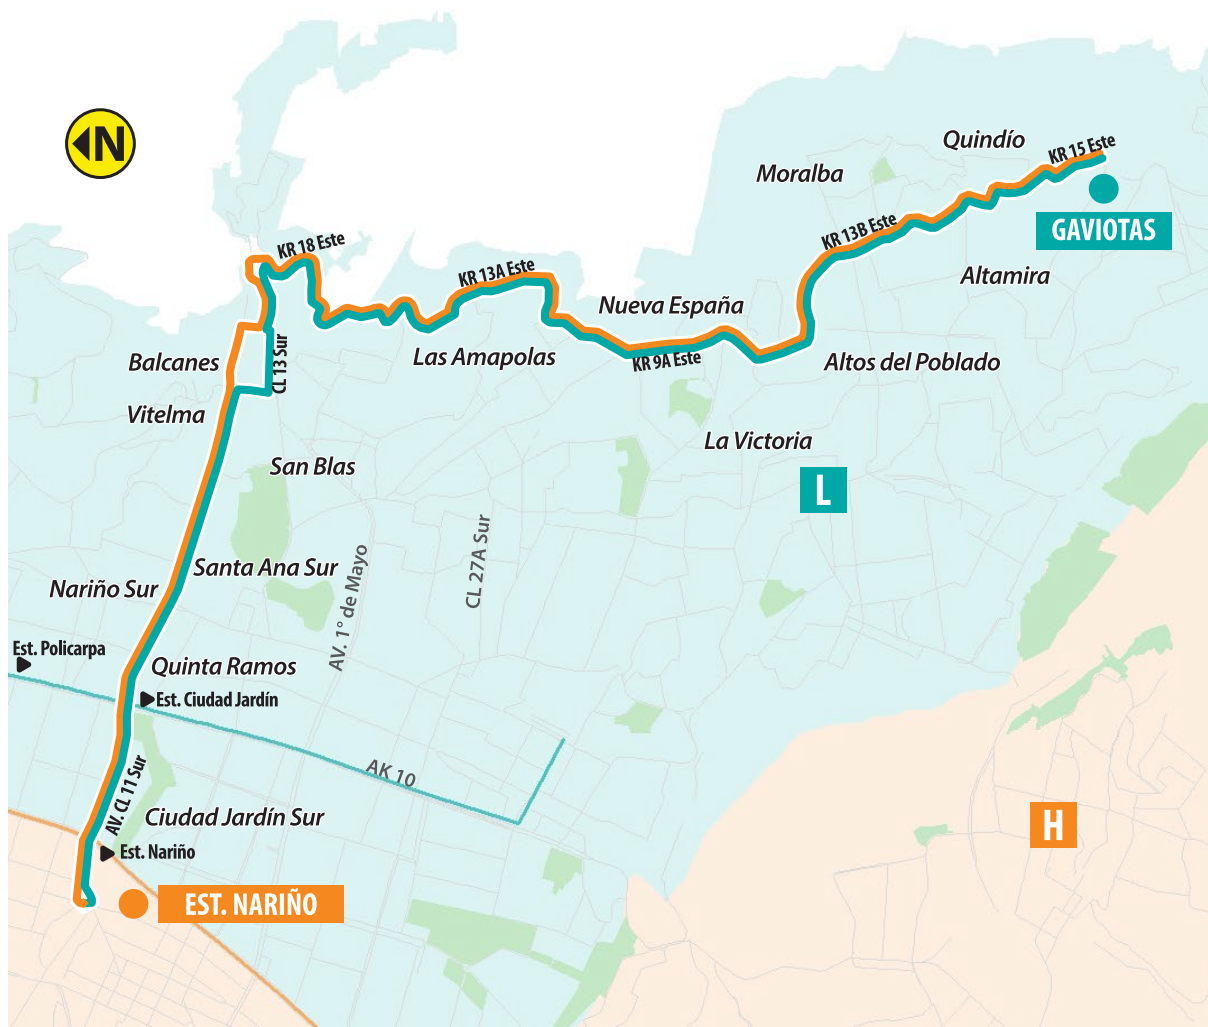 N
Quindío
KR 15 Este
Moralba
GAVIOTAS
KR 13B Este
KR 18 Este
KR 13A Este
Altamira
Nueva España
Balcanes
CL 13 Sur
Las Amapolas
KR 9A Este
Altos del Poblado
Vitelma
La Victoria
San Blas
L
Santa Ana Sur
Nariño Sur
AV. 1° de Mayo
CL 27A Sur
Est. Policarpa
Quinta Ramos
Est. Ciudad Jardín
AK 10
AV. CL 11 Sur
Ciudad Jardín Sur
H
Est. Nariño
EST. NARIÑO